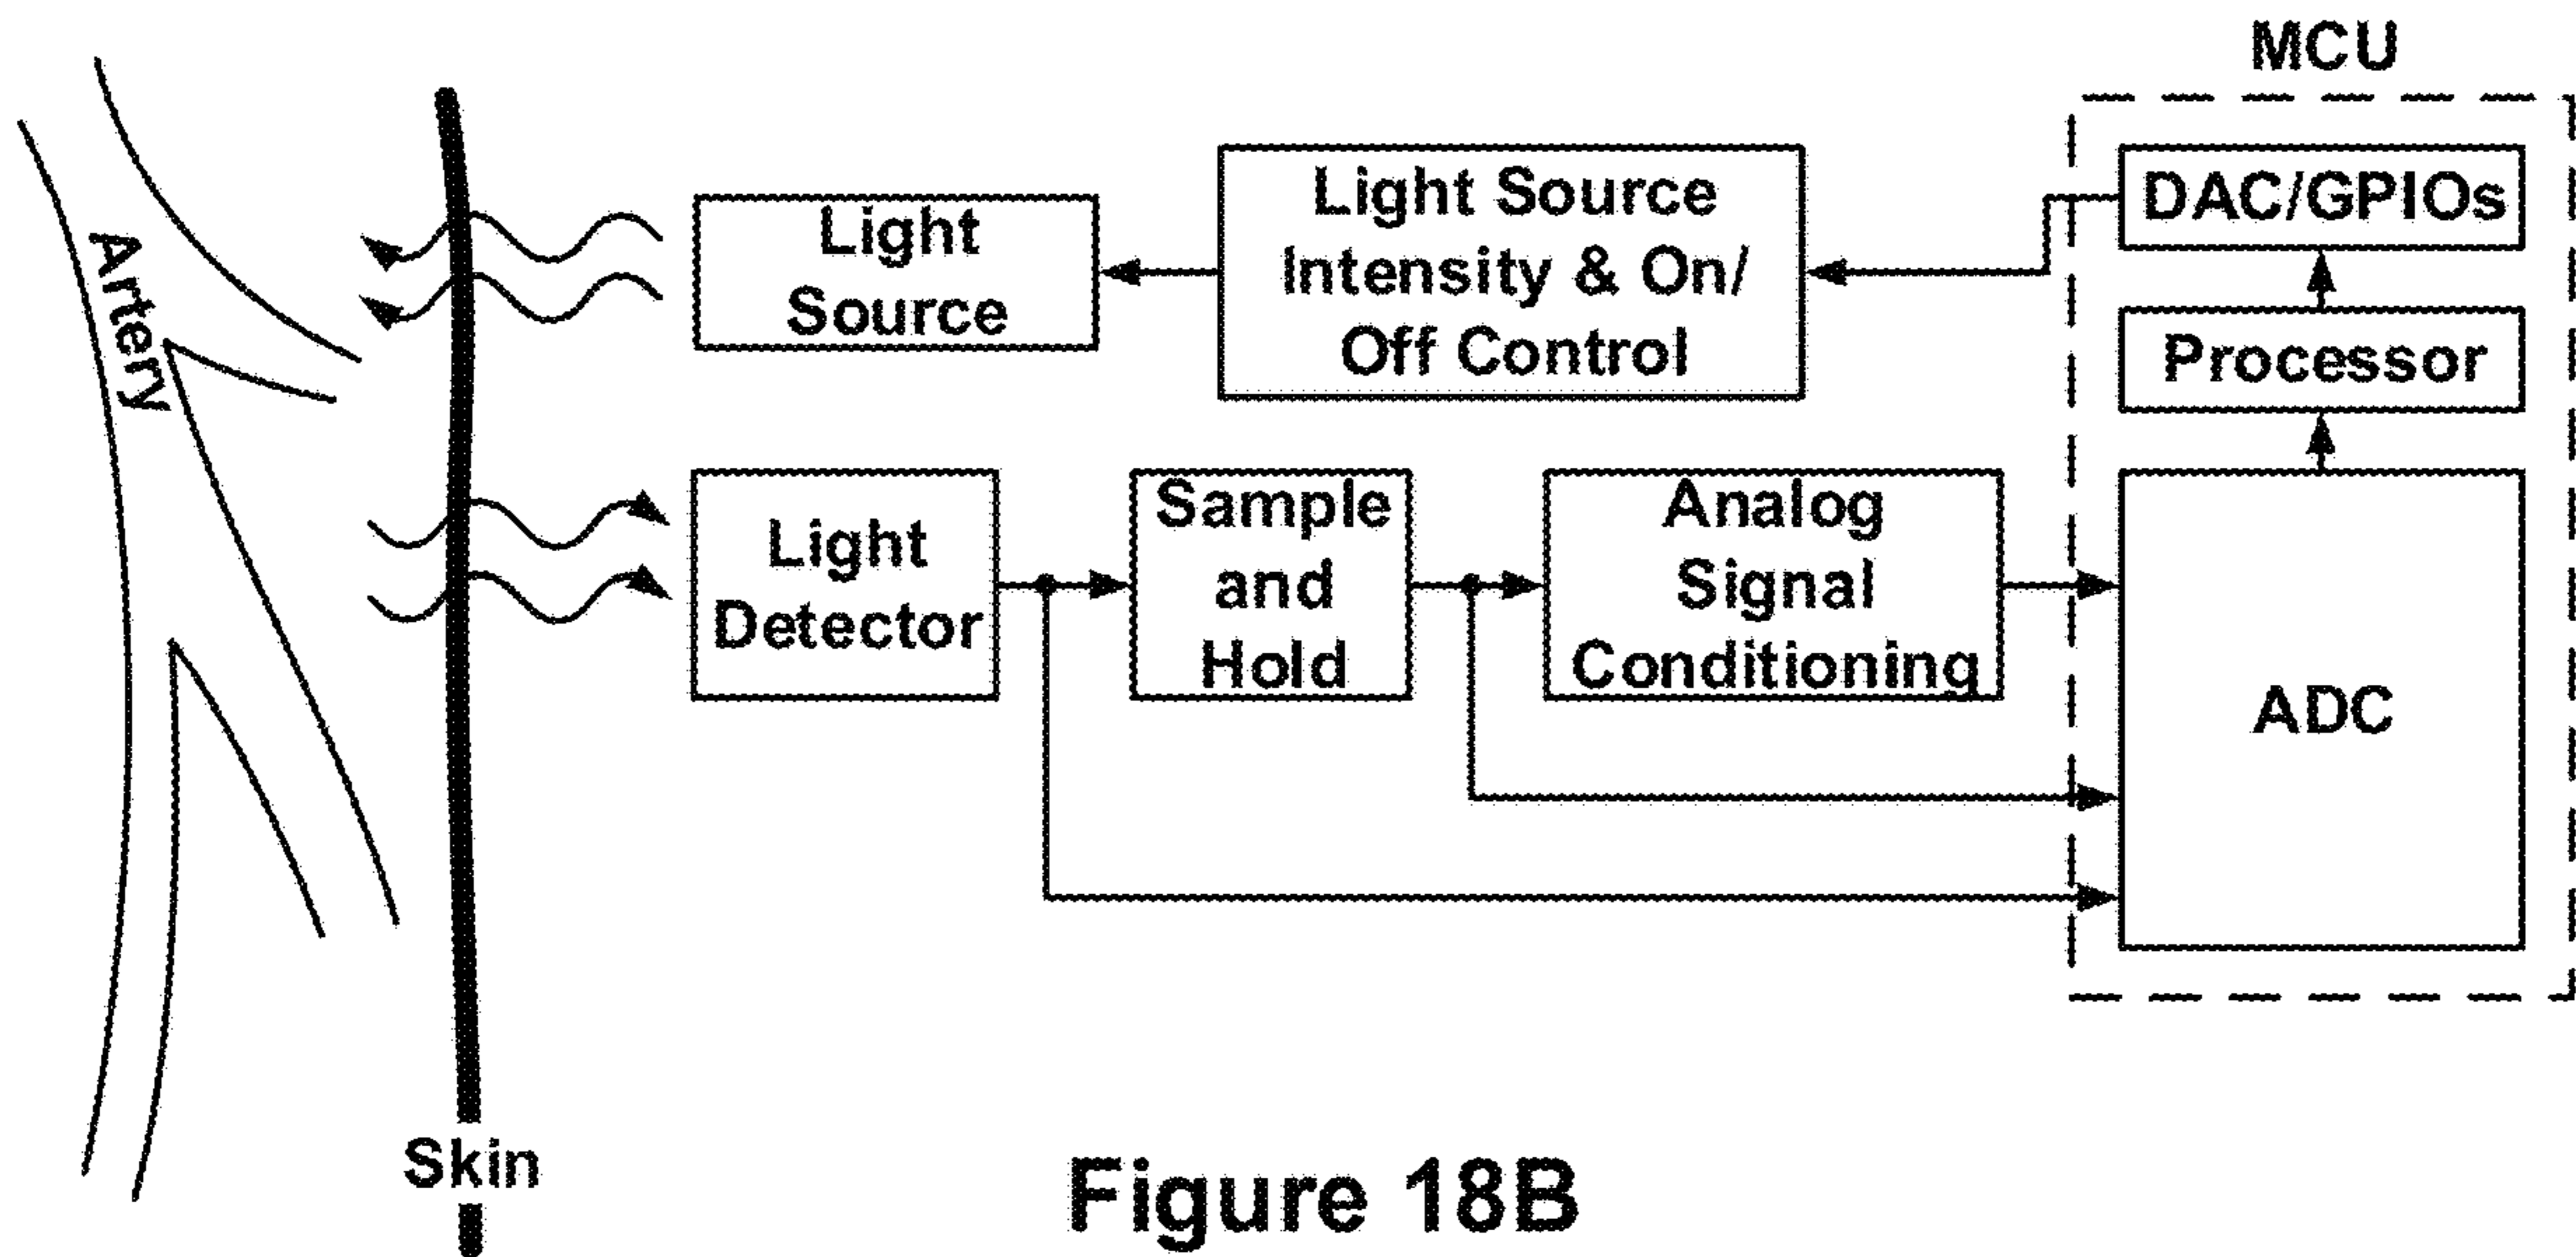 MCU
Artery
Light
Source
Light Source
Intensity & On/
Off Control
DAC/GPIOs
Processor
Light
Detector
Sample
and
Hold
Analog
Signal
Conditioning
ADC
Skin
Figure 18B